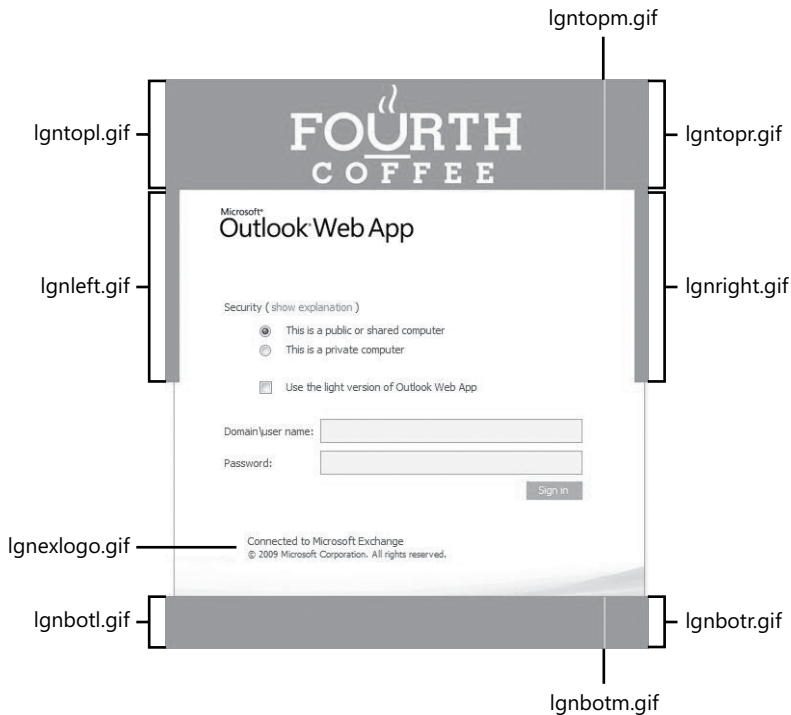 lgntopm.gif
lgntopl.gif
FOURTH
COFFEE
lgntopr.gif
Microsoft®
Outlook Web App
lgnleft.gif
lgnright.gif
Security ( show explanation )
This is a public or shared computer
This is a private computer
Use the light version of Outlook Web App
Domain\user name:
Password:
Sign in
lgnexlogo.gif
Connected to Microsoft Exchange
© 2009 Microsoft Corporation. All rights reserved.
lgnbotl.gif
lgnbotr.gif
lgnbotm.gif